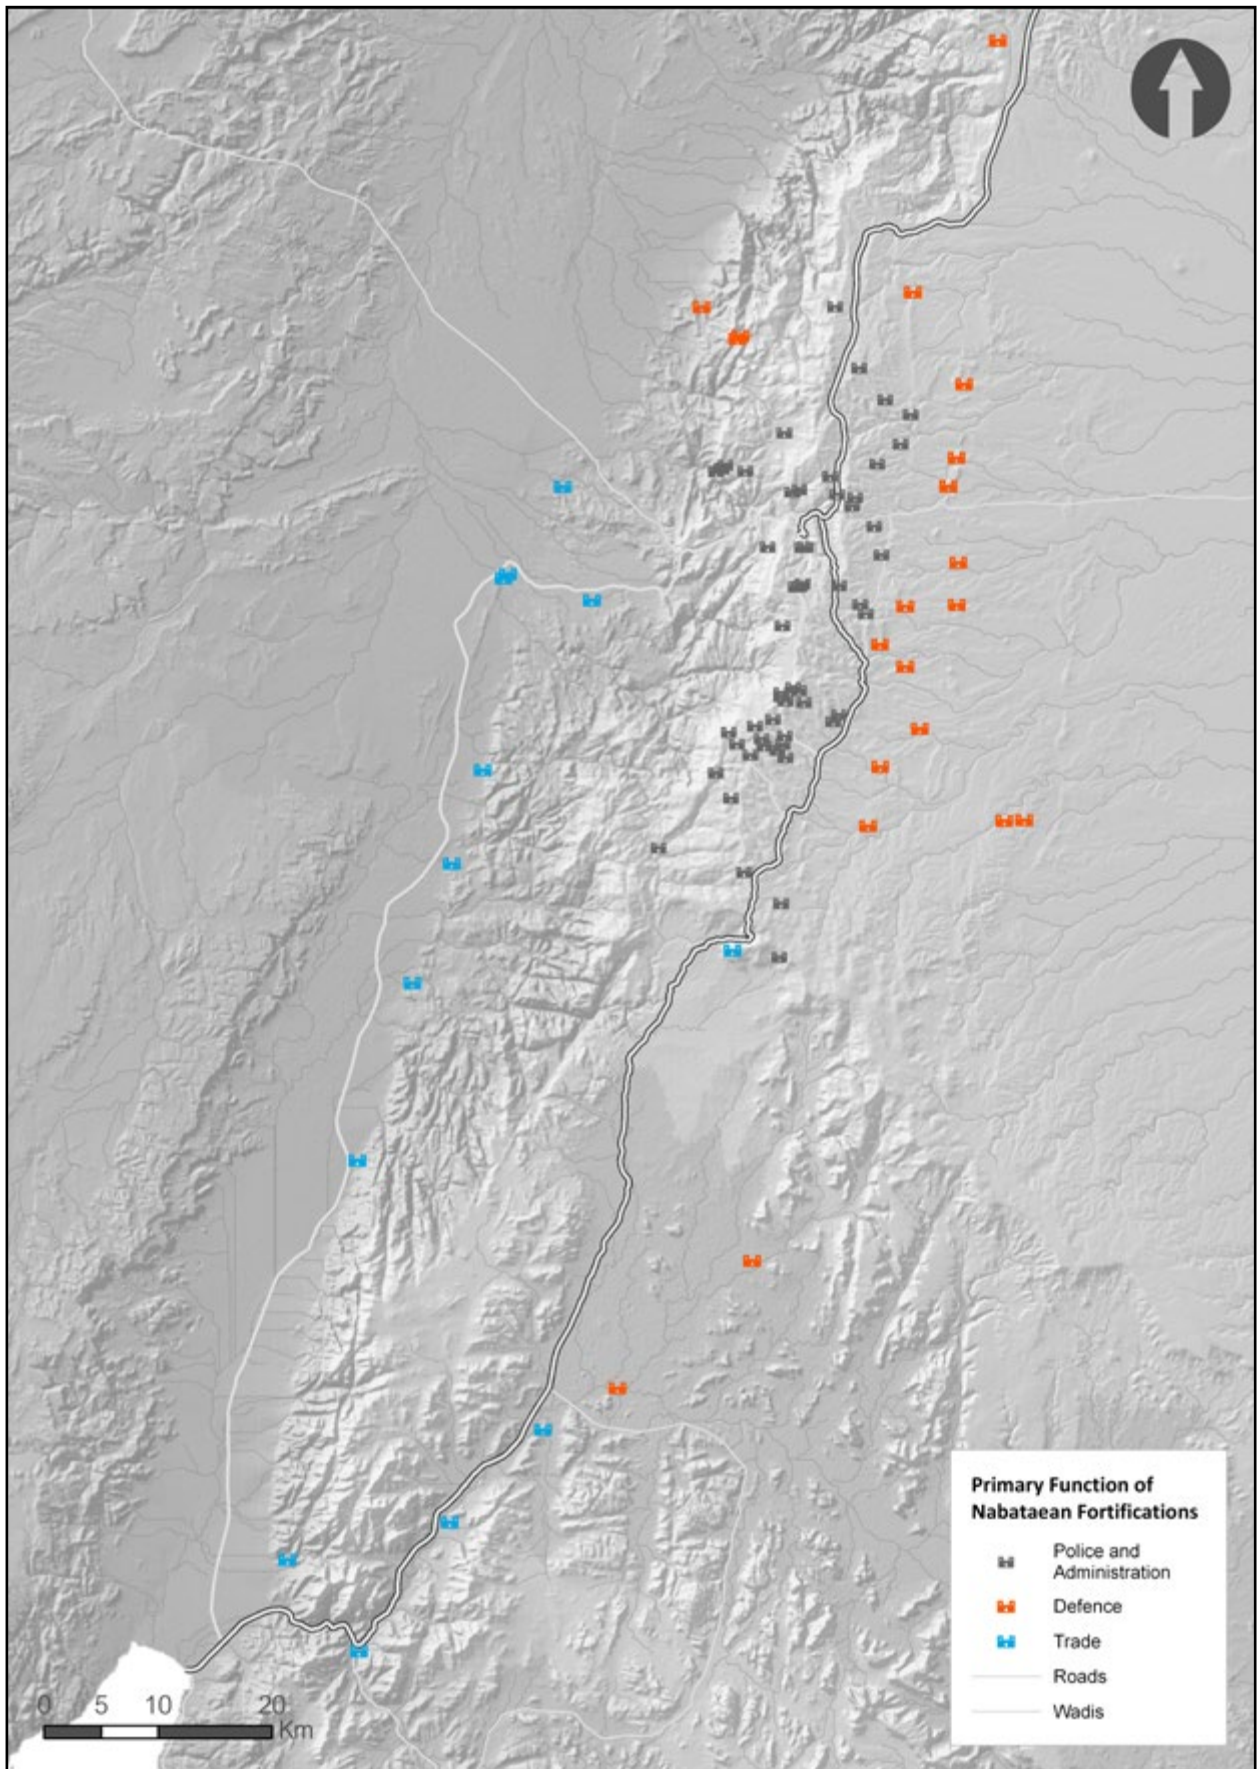 Primary Function of
Nabataean Fortifications
Police and
Administration
Defence
Trade
Roads
Wadis
0 5 10 20
Km